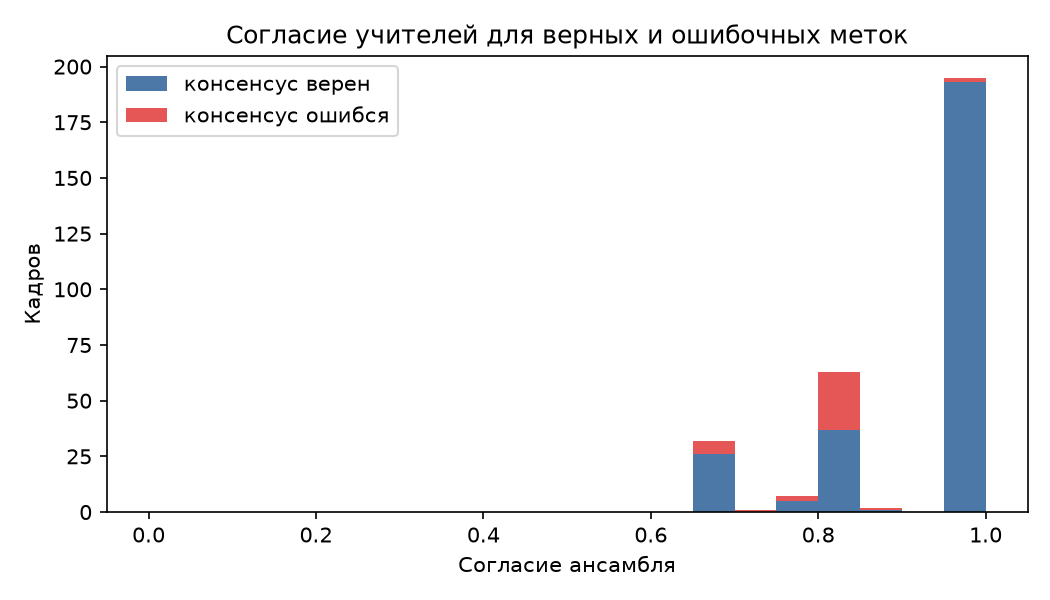 Согласие учителей для верных и ошибочных меток
консенсус верен
консенсус ошибся
Кадров
200
175
150
125
100
75
50
25
0
0.0 0.2 0.4 0.6 0.8 1.0
Согласие ансамбля